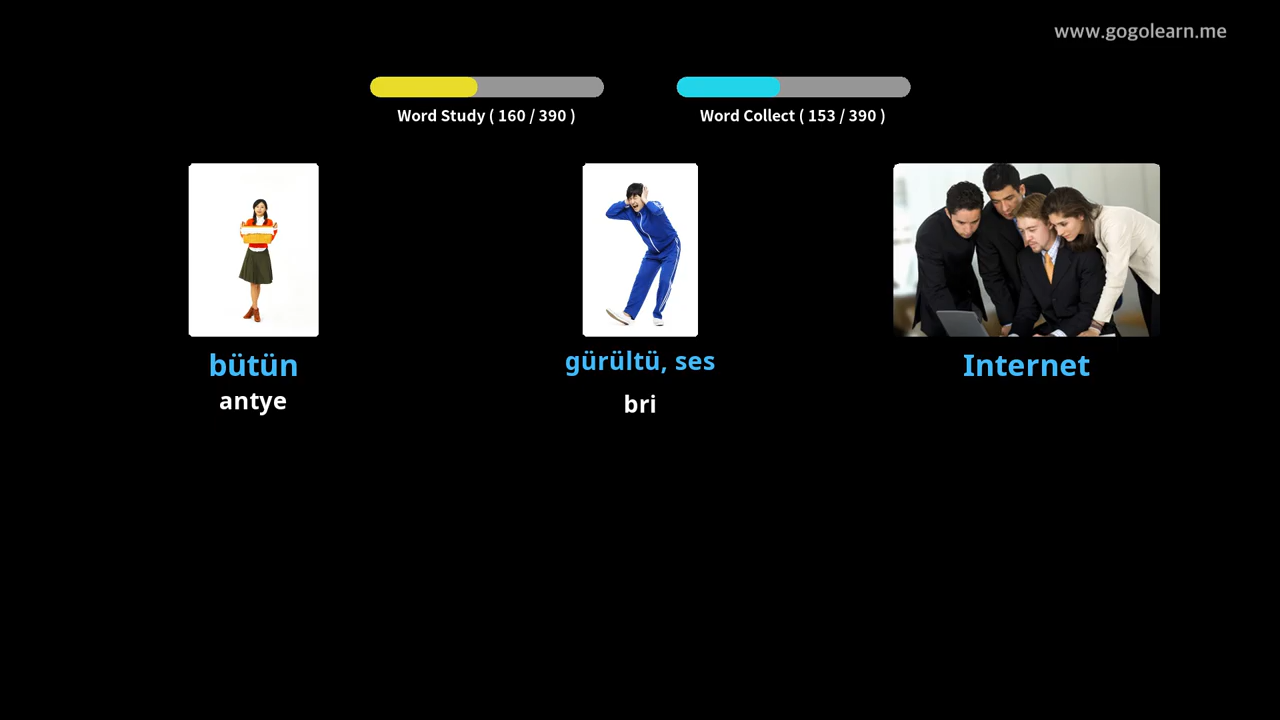 www.gogolearn.me
Word Study ( 160 / 390 )
Word Collect ( 153 / 390 )
bütün
antye
gürültü, ses
bri
Internet